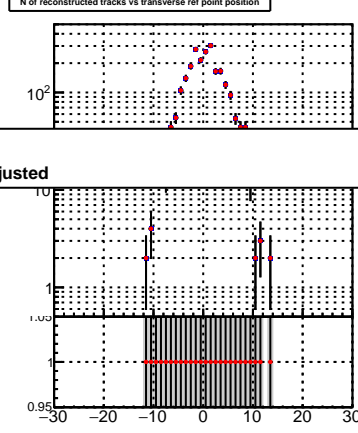 N of reconstructed tracks vs transverse ref point position
10²
justed
10
1
1.05
1
0.95
−30 −20 −10 0 10 20 30